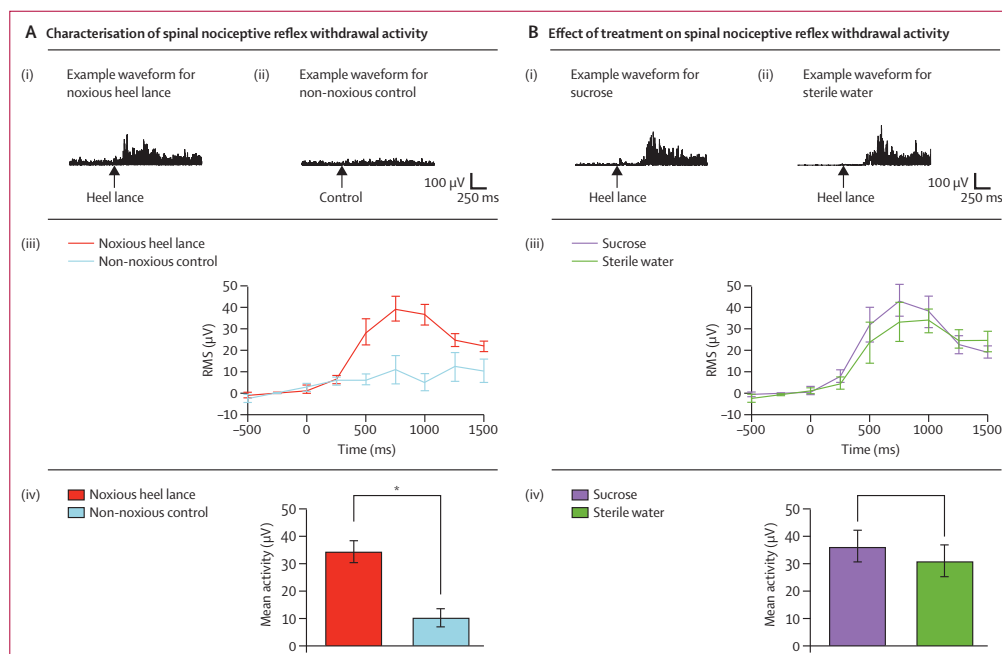 A Characterisation of spinal nociceptive reflex withdrawal activity
(i) Example waveform for
noxious heel lance
(ii) Example waveform for
non-noxious control
Heel lance
Control
100 μV
250 ms
(iii) Noxious heel lance
Non-noxious control
50
40
30
20
10
0
–10
RMS (μV)
–500
0
500
1000
1500
Time (ms)
(iv) Noxious heel lance
Non-noxious control
*
50
40
30
20
10
0
Mean activity (μV)
B Effect of treatment on spinal nociceptive reflex withdrawal activity
(i) Example waveform for
sucrose
(ii) Example waveform for
sterile water
Heel lance
Heel lance
100 μV
250 ms
(iii) Sucrose
Sterile water
50
40
30
20
10
0
–10
RMS (μV)
–500
0
500
1000
1500
Time (ms)
(iv) Sucrose
Sterile water
50
40
30
20
10
0
Mean activity (μV)